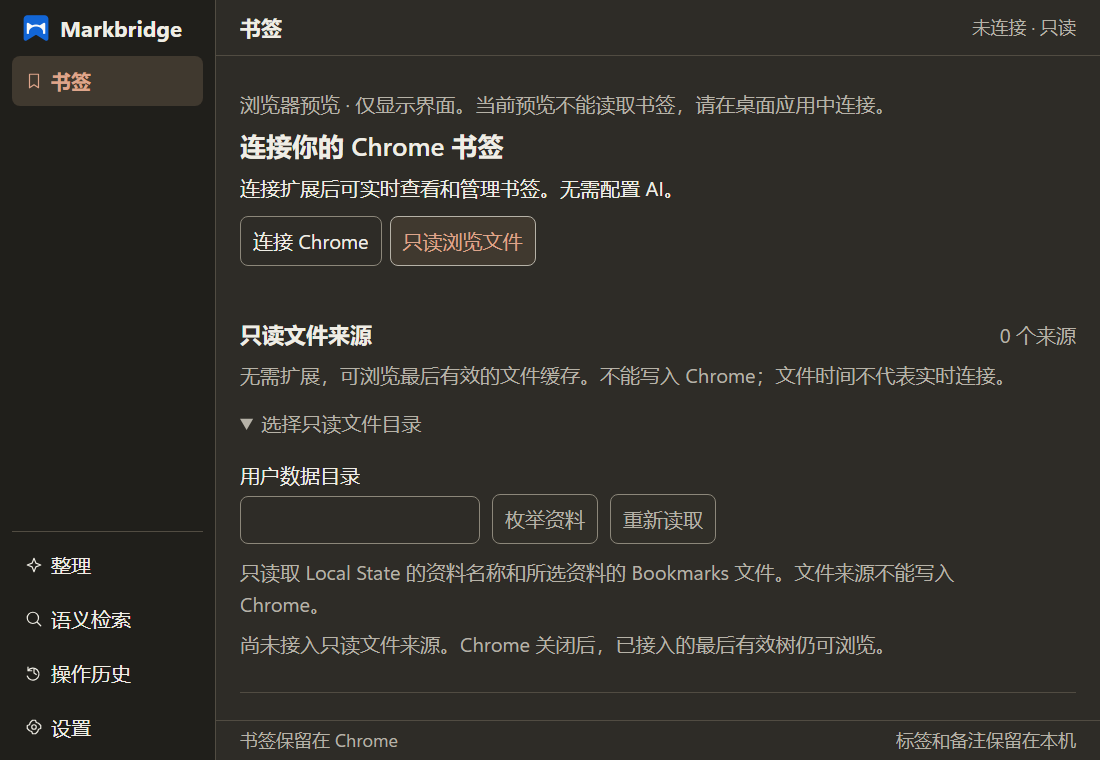 Markbridge
书签
整理
语义检索
操作历史
设置
书签
未连接 · 只读
浏览器预览 · 仅显示界面。当前预览不能读取书签，请在桌面应用中连接。
连接你的 Chrome 书签
连接扩展后可实时查看和管理书签。无需配置 AI。
连接 Chrome
只读浏览文件
只读文件来源
0 个来源
无需扩展，可浏览最后有效的文件缓存。不能写入 Chrome；文件时间不代表实时连接。
▼ 选择只读文件目录
用户数据目录
枚举资料
重新读取
只读取 Local State 的资料名称和所选资料的 Bookmarks 文件。文件来源不能写入
Chrome。
尚未接入只读文件来源。Chrome 关闭后，已接入的最后有效树仍可浏览。
书签保留在 Chrome
标签和备注保留在本机